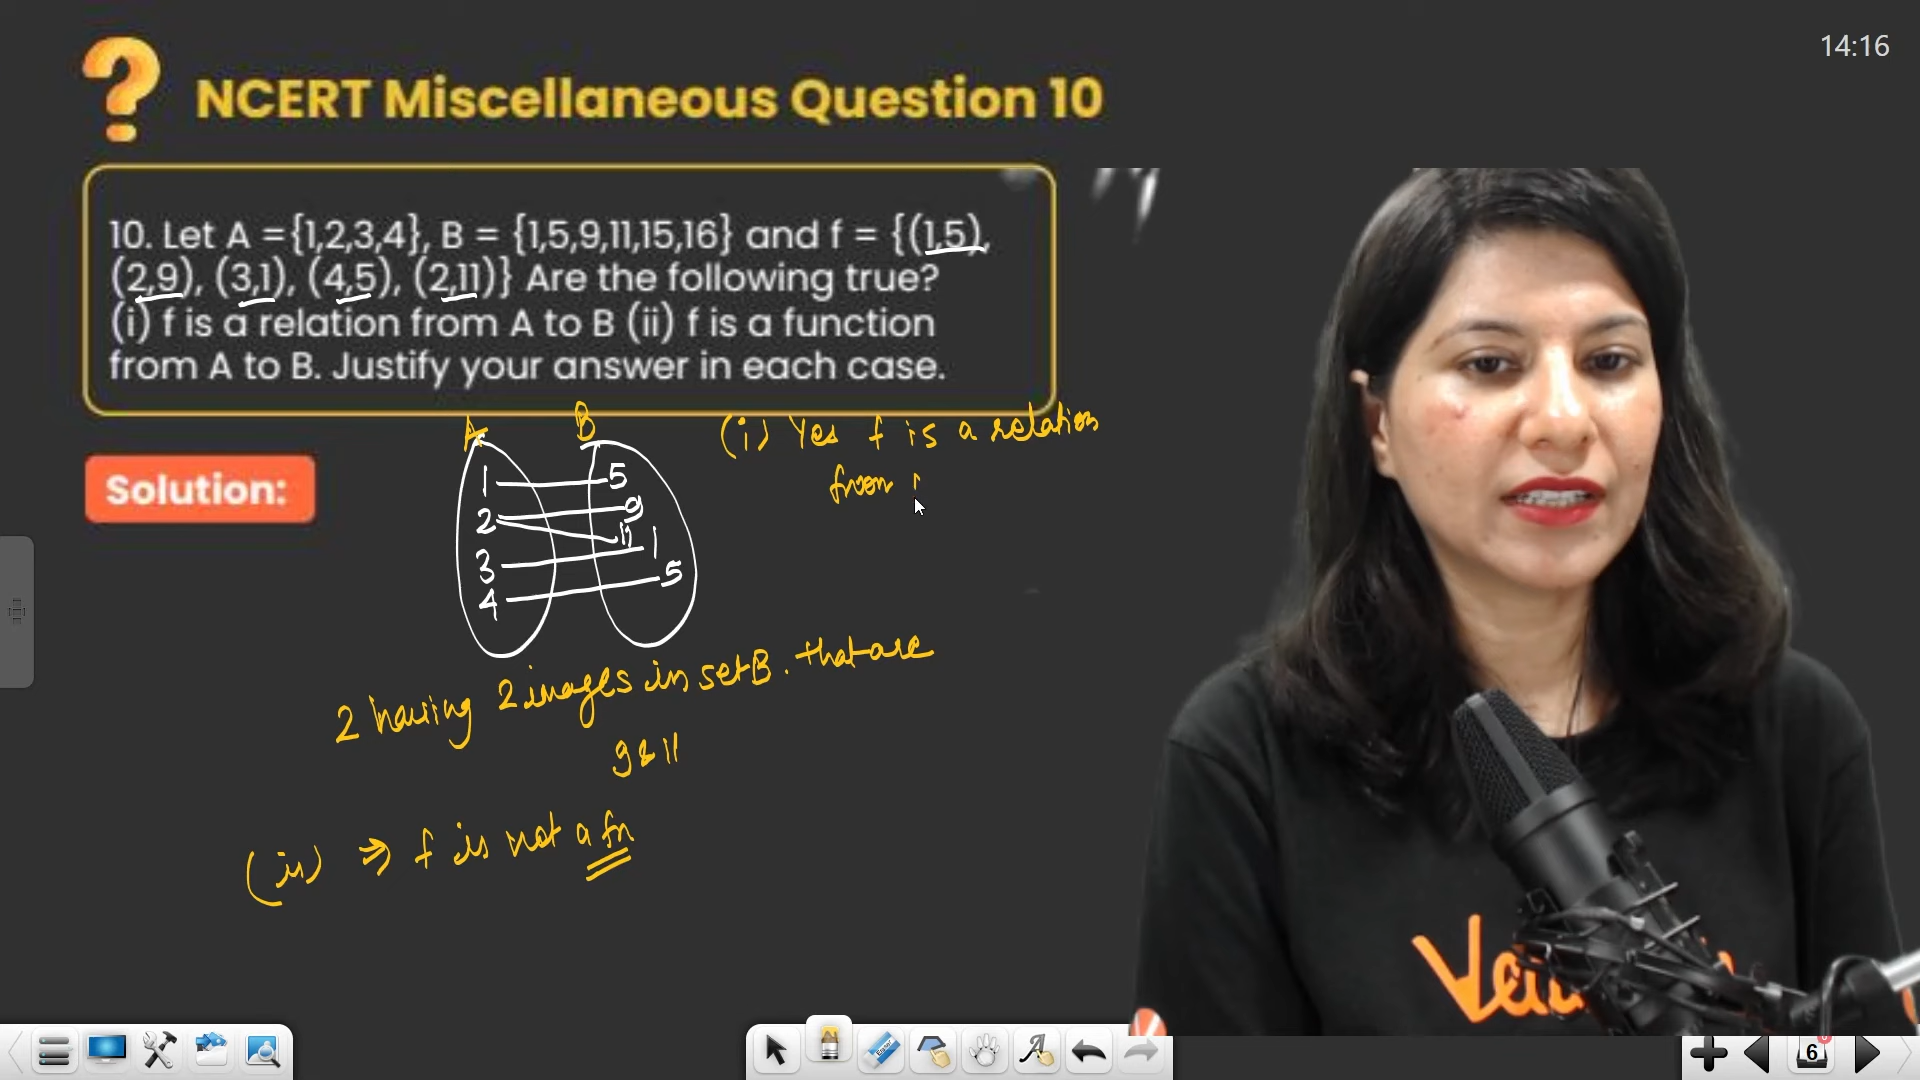 14:16
NCERT Miscellaneous Question 10
10. Let A ={1,2,3,4}, B = {1,5,9,11,15,16} and f = {(1,5),
(2,9), (3,1), (4,5), (2,11)} Are the following true?
(i) f is a relation from A to B (ii) f is a function
from A to B. Justify your answer in each case.
Solution:
A B
1 5
2 9
11
3 1
4 5
(i) Yes f is a relation
from
2 having 2 images in set B. that are
9 & 11
(ii) ⇒ f is not a fn
6